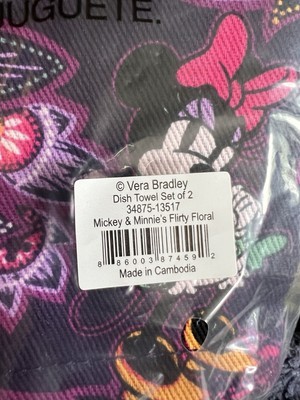 JUGUETE.
© Vera Bradley
Dish Towel Set of 2
34875-13517
Mickey & Minnie's Flirty Floral
8 86003 87459 2
Made in Cambodia